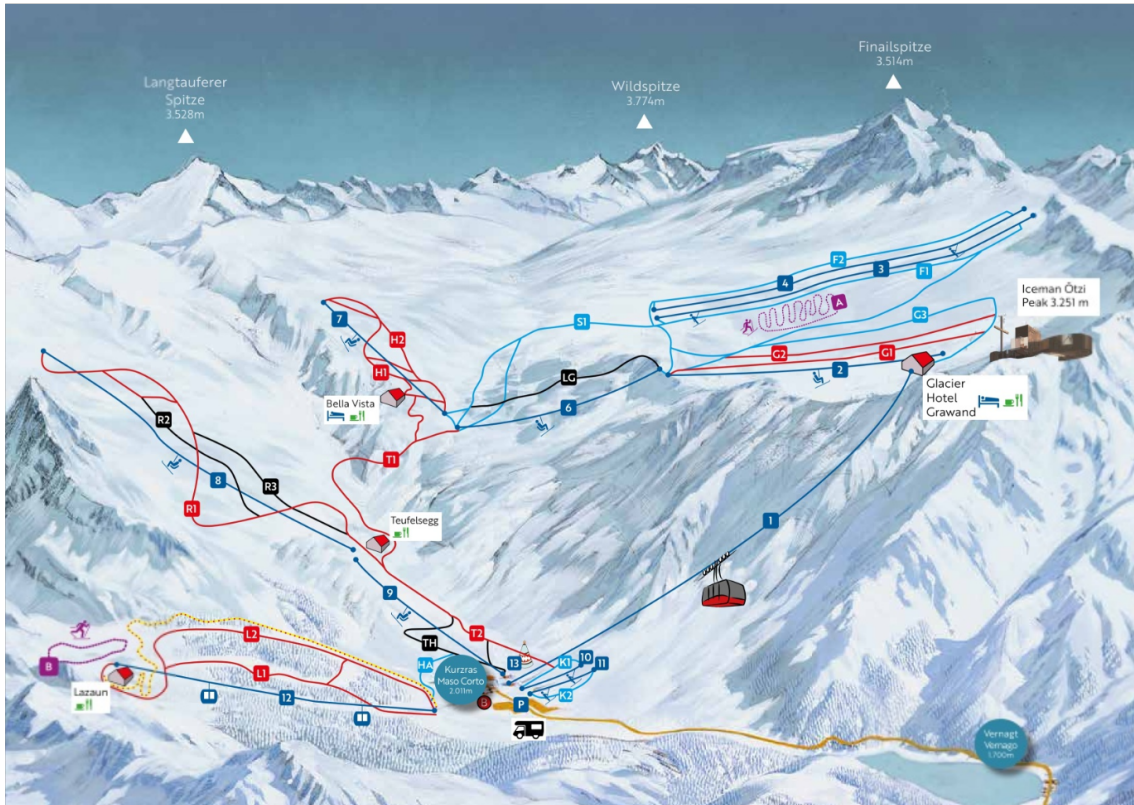 Finailspitze
3.514m
Langtauferer
Spitze
3.528m
Wildspitze
3.774m
F2
3
4
F1
A
Iceman Ötzi
Peak 3.251 m
G3
7
S1
H2
G2
G1
LG
2
H1
Bella Vista
6
Glacier
Hotel
Grawand
R2
T1
8
R3
R1
1
Teufelsegg
9
L2
TH
T2
HA
K1
10
11
13
B
Kurzras
Maso Corto
2.011m
L1
K2
Lazaun
12
B
P
Vernagt
Vernago
1.700m